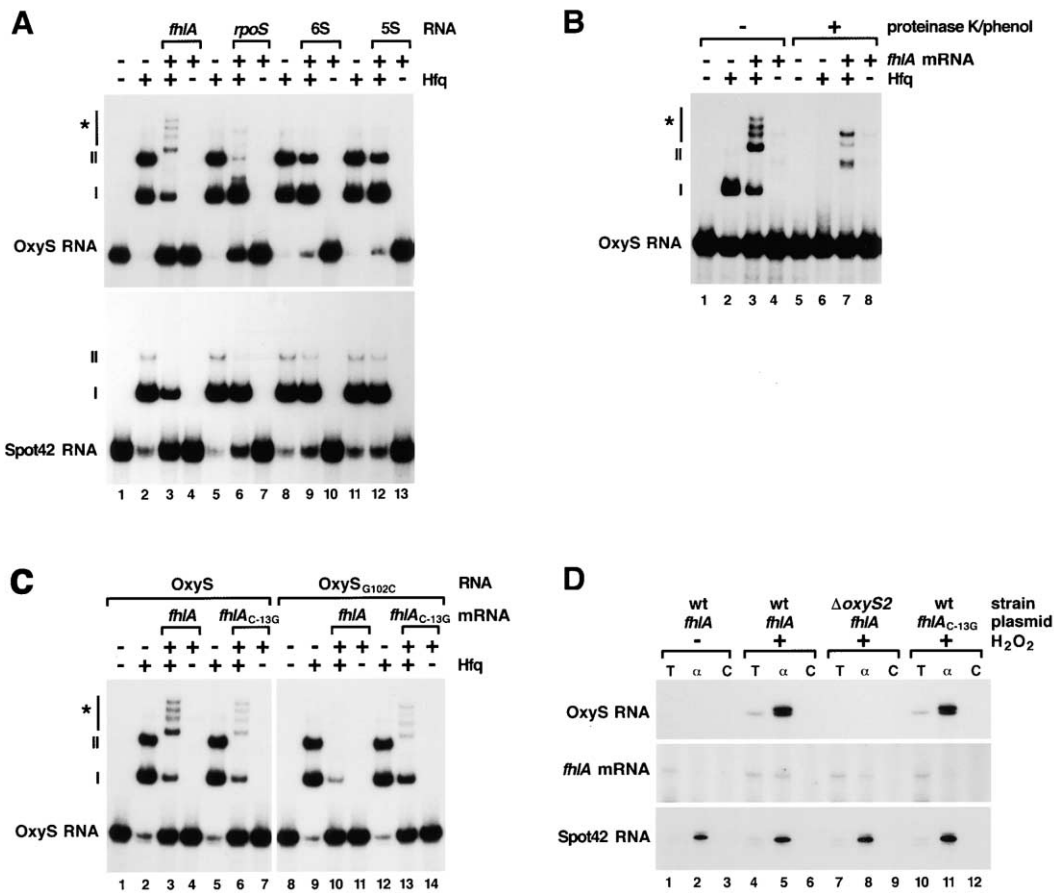 A
fhlA rpoS 6S 5S RNA
- - + + - + + - + + - + +
- + + - + + - + + - + + - Hfq
*
II
I
OxyS RNA
II
I
Spot42 RNA
1 2 3 4 5 6 7 8 9 10 11 12 13
B
- + proteinase K/phenol
- - + + - - + + fhlA mRNA
- + + - - + + - Hfq
*
II
I
OxyS RNA
1 2 3 4 5 6 7 8
C
OxyS OxySG102C RNA
fhlA fhlAC-13G fhlA fhlAC-13G mRNA
- - + + - + + - - + + - + +
- + + - + + - - + + - + + - Hfq
*
II
I
OxyS RNA
1 2 3 4 5 6 7 8 9 10 11 12 13 14
D
wt wt ΔoxyS2 wt strain
fhlA fhlA fhlA fhlAC-13G plasmid
- + + + H2O2
T α C T α C T α C T α C
OxyS RNA
fhlA mRNA
Spot42 RNA
1 2 3 4 5 6 7 8 9 10 11 12